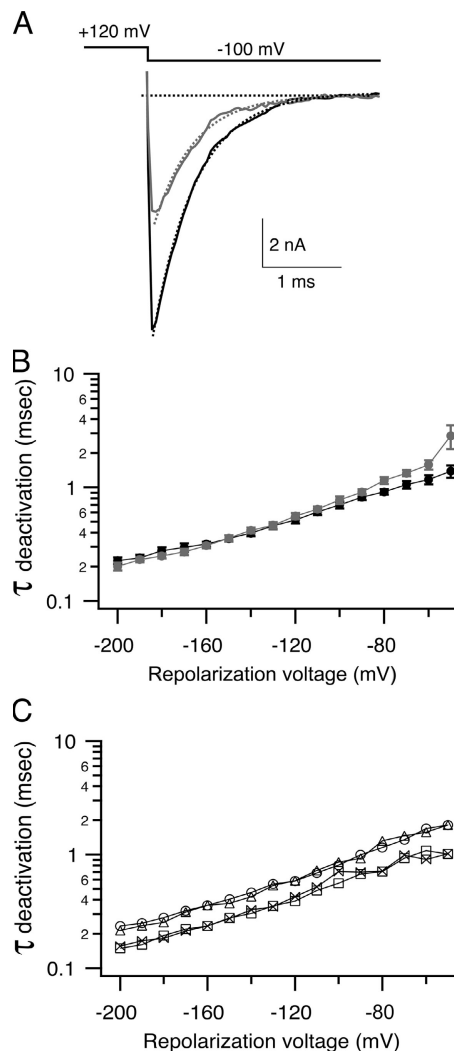 A
+120 mV
-100 mV
2 nA
1 ms
B
τ deactivation (msec)
10
6
4
2
1
6
4
2
0.1
-200
-160
-120
-80
Repolarization voltage (mV)
C
τ deactivation (msec)
10
6
4
2
1
6
4
2
0.1
-200
-160
-120
-80
Repolarization voltage (mV)